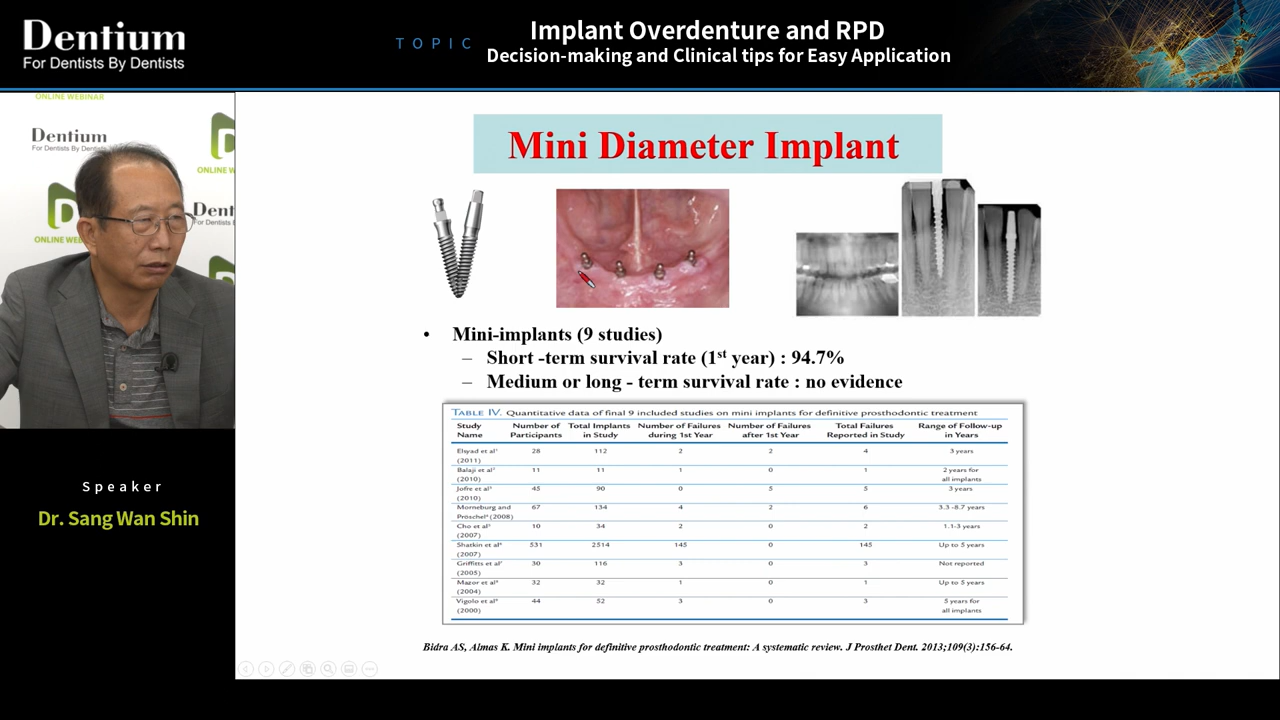 Dentium
For Dentists By Dentists
TOPIC
Implant Overdenture and RPD
Decision-making and Clinical tips for Easy Application
ONLINE WEBINAR
Dentium
For Dentists By Dentists
ONLINE W
Dent
For Dentists
ONLINE WEB
Speaker
Dr. Sang Wan Shin
Mini Diameter Implant
• Mini-implants (9 studies)
– Short -term survival rate (1st year) : 94.7%
– Medium or long - term survival rate : no evidence
TABLE IV. Quantitative data of final 9 included studies on mini implants for definitive prosthodontic treatment
Study Name Number of Participants Total Implants in Study Number of Failures during 1st Year Number of Failures after 1st Year Total Failures Reported in Study Range of Follow-up in Years
(2011) 28 112 2 2 4 3 years
Balaji et al (2010) 11 11 1 0 1 2 years for all implants
Jofre et al (2010) 45 90 0 5 5 3 years
Morneburg and Pröschel (2008) 67 134 4 2 6 3.3 -8.7 years
Cho et al (2007) 10 34 2 0 2 1.1-3 years
Shatkin et al (2007) 531 2514 145 0 145 Up to 5 years
Griffitts et al (2005) 30 116 3 0 3 Not reported
Mazor et al (2004) 32 32 1 0 1 Up to 5 years
Vigolo et al (2000) 44 52 3 0 3 5 years for all implants
Bidra AS, Almas K. Mini implants for definitive prosthodontic treatment: A systematic review. J Prosthet Dent. 2013;109(3):156-64.